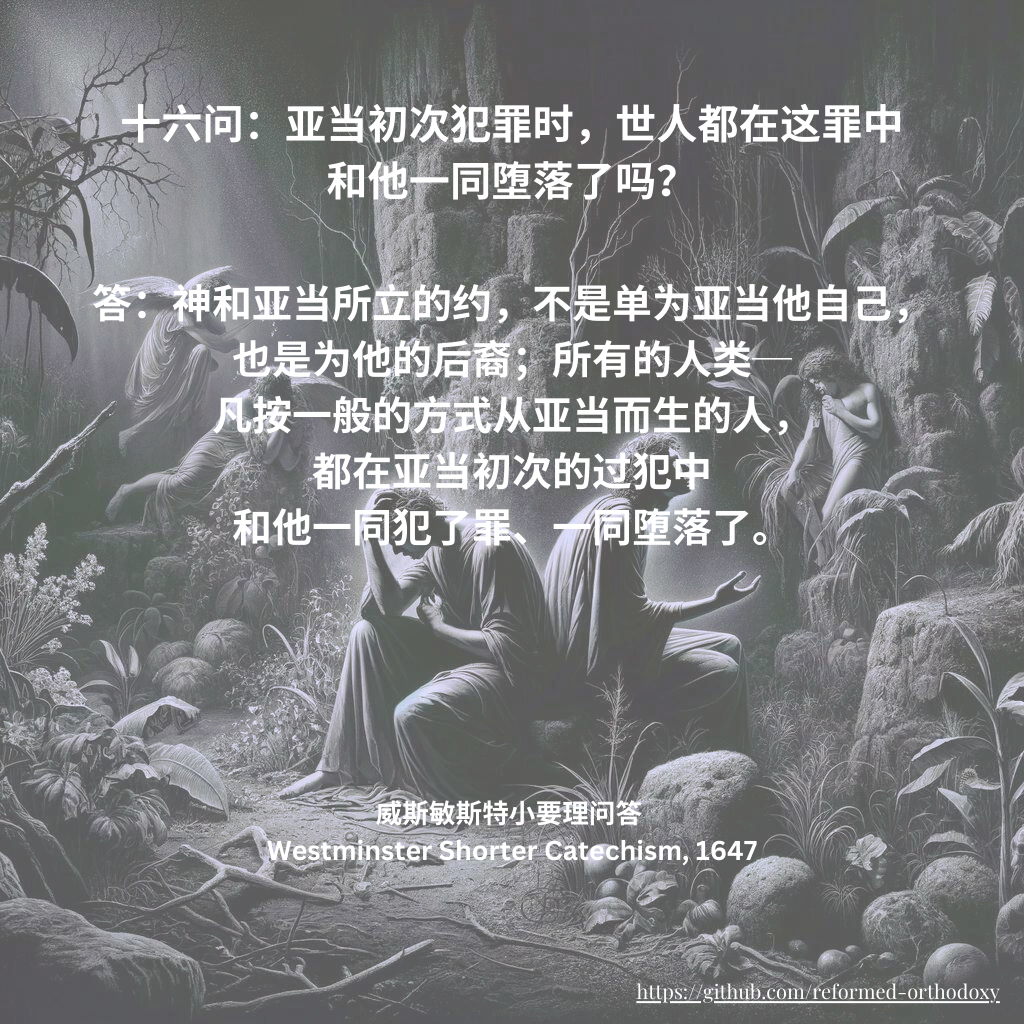 十六问：亚当初次犯罪时，世人都在这罪中
和他一同堕落了吗？
答：神和亚当所立的约，不是单为亚当他自己，
也是为他的后裔；所有的人类─
凡按一般的方式从亚当而生的人，
都在亚当初次的过犯中
和他一同犯了罪、一同堕落了。
威斯敏斯特小要理问答
Westminster Shorter Catechism, 1647
https://github.com/reformed-orthodoxy